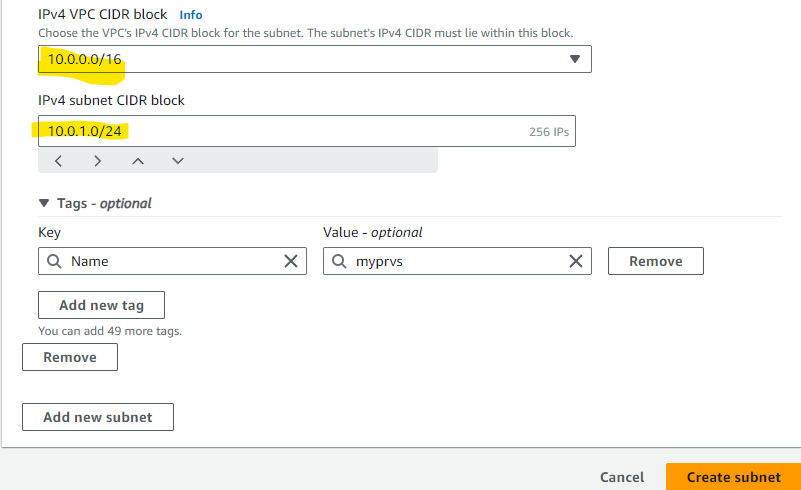 IPv4 VPC CIDR block Info
Choose the VPC's IPv4 CIDR block for the subnet. The subnet's IPv4 CIDR must lie within this block.
10.0.0.0/16
IPv4 subnet CIDR block
10.0.1.0/24 256 IPs
Tags - optional
Key Value - optional
Name myprvs Remove
Add new tag
You can add 49 more tags.
Remove
Add new subnet
Cancel Create subnet